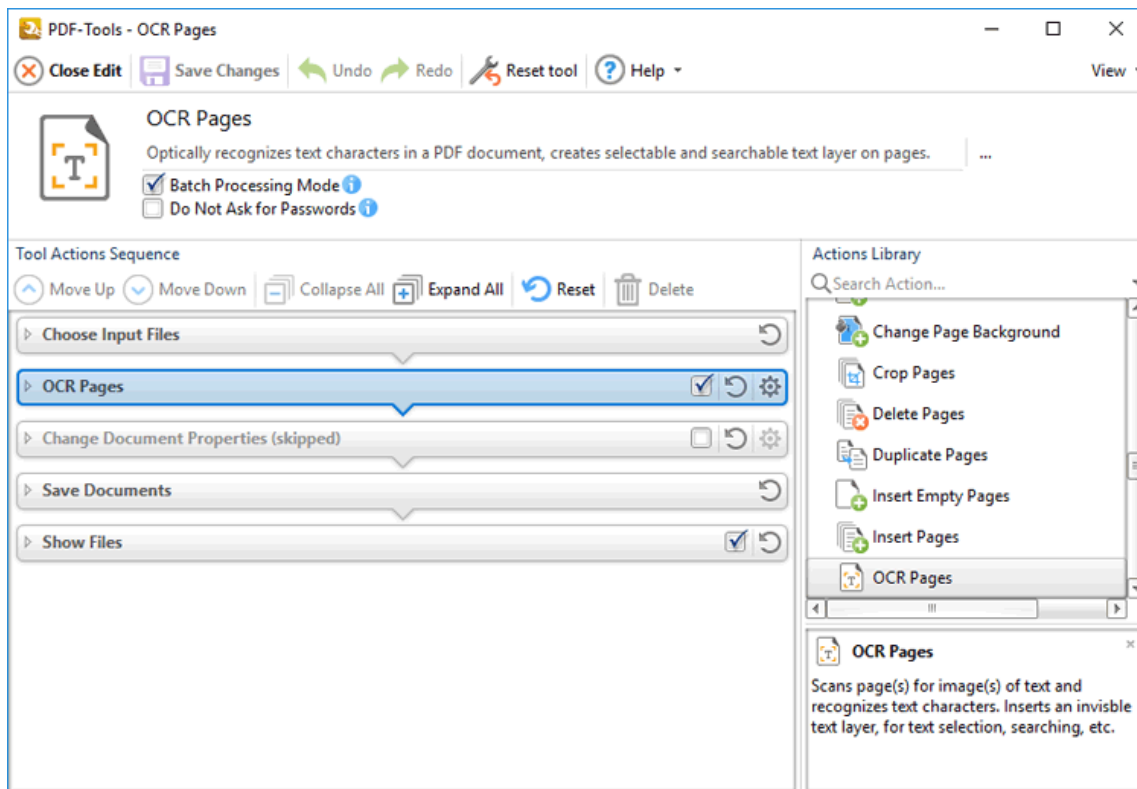 PDF-Tools - OCR Pages
Close Edit Save Changes Undo Redo Reset tool Help View
OCR Pages
Optically recognizes text characters in a PDF document, creates selectable and searchable text layer on pages. ...
Batch Processing Mode
Do Not Ask for Passwords
Tool Actions Sequence
Move Up Move Down Collapse All Expand All Reset Delete
Choose Input Files
OCR Pages
Change Document Properties (skipped)
Save Documents
Show Files
Actions Library
Search Action...
Change Page Background
Crop Pages
Delete Pages
Duplicate Pages
Insert Empty Pages
Insert Pages
OCR Pages
OCR Pages
Scans page(s) for image(s) of text and
recognizes text characters. Inserts an invisble
text layer, for text selection, searching, etc.